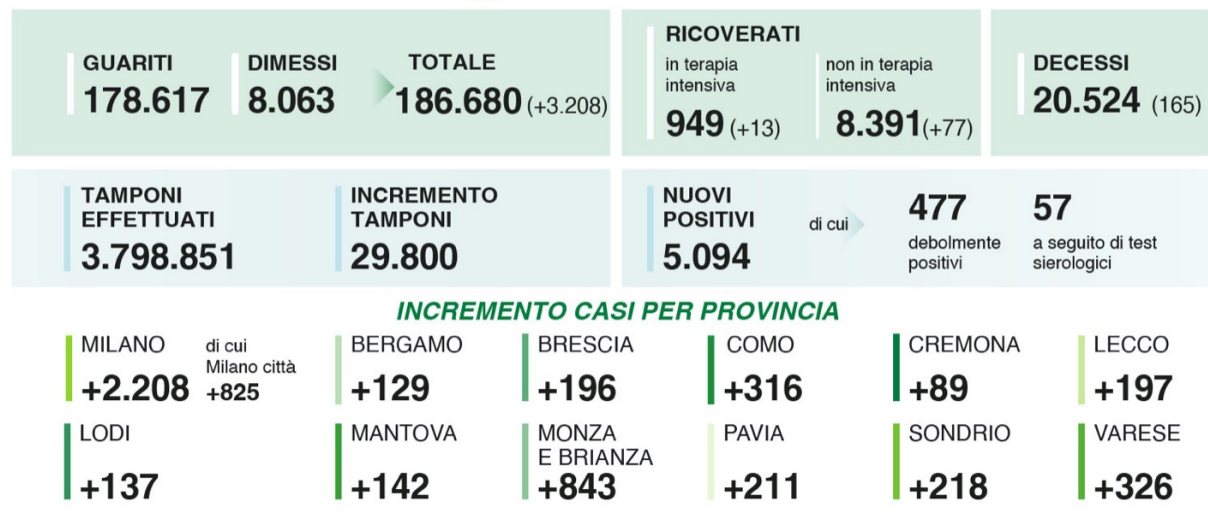 GUARITI
178.617
DIMESSI
8.063
TOTALE
186.680 (+3.208)
RICOVERATI
in terapia
intensiva
949 (+13)
non in terapia
intensiva
8.391(+77)
DECESSI
20.524 (165)
TAMPONI
EFFETTUATI
3.798.851
INCREMENTO
TAMPONI
29.800
NUOVI
POSITIVI
5.094
di cui
477
debolmente
positivi
57
a seguito di test
sierologici
INCREMENTO CASI PER PROVINCIA
MILANO
+2.208
di cui
Milano città
+825
BERGAMO
+129
BRESCIA
+196
COMO
+316
CREMONA
+89
LECCO
+197
LODI
+137
MANTOVA
+142
MONZA
E BRIANZA
+843
PAVIA
+211
SONDRIO
+218
VARESE
+326